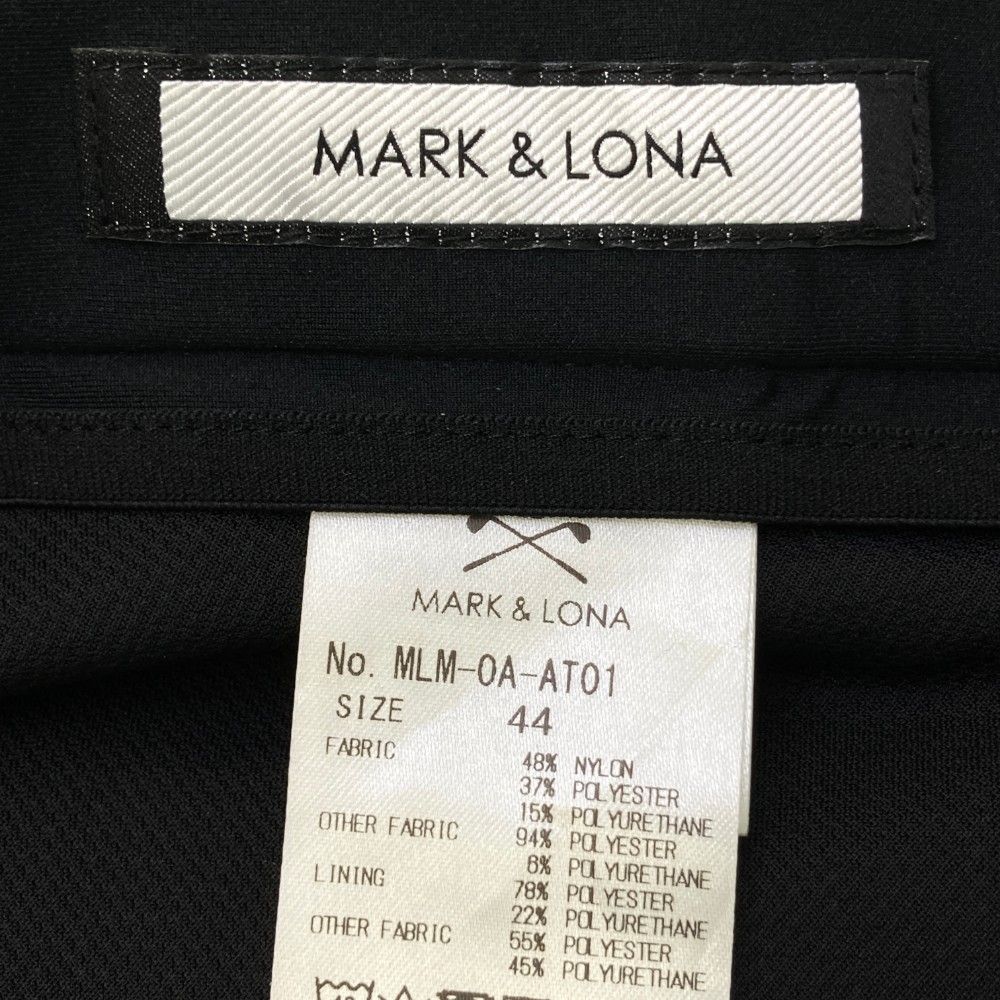 MARK & LONA
MARK & LONA
No. MLM-0A-AT01
SIZE 44
FABRIC 48% NYLON
37% POLYESTER
15% POLYURETHANE
OTHER FABRIC 94% POLYESTER
6% POLYURETHANE
LINING 78% POLYESTER
22% POLYURETHANE
OTHER FABRIC 55% POLYESTER
45% POLYURETHANE